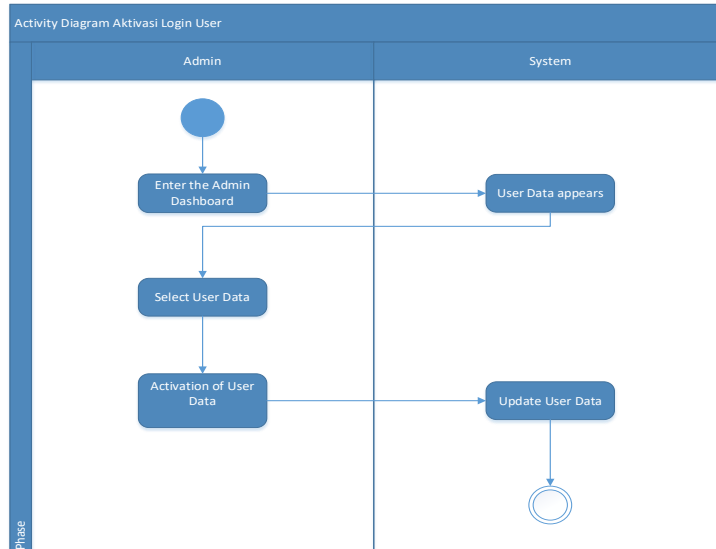 Activity Diagram Aktivasi Login User
Admin
System
Enter the Admin
Dashboard
User Data appears
Select User Data
Activation of User
Data
Update User Data
Phase